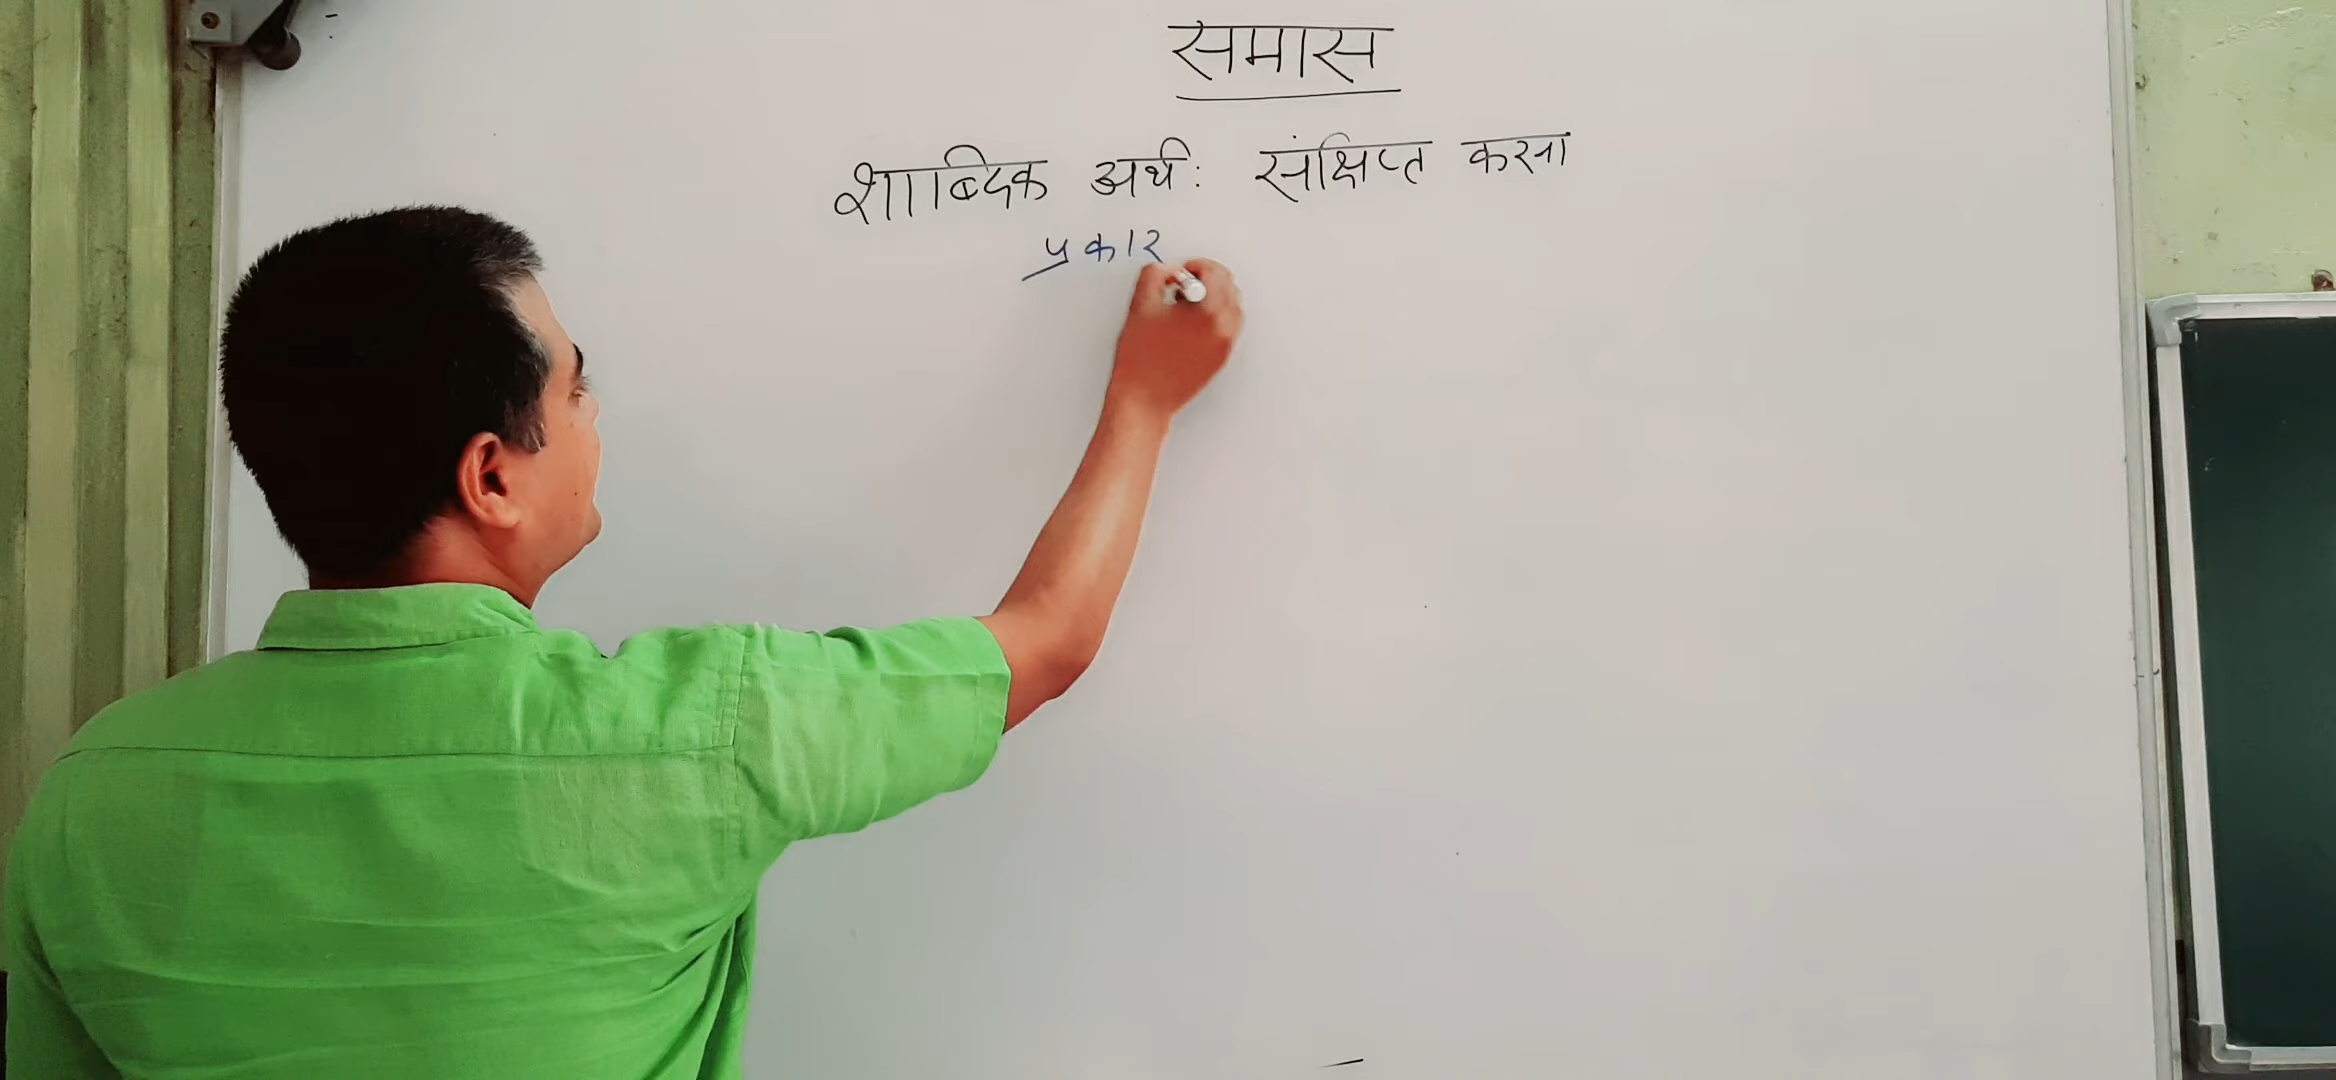 समास
शाब्दिक अर्थ: संक्षिप्त करना
प्रकार